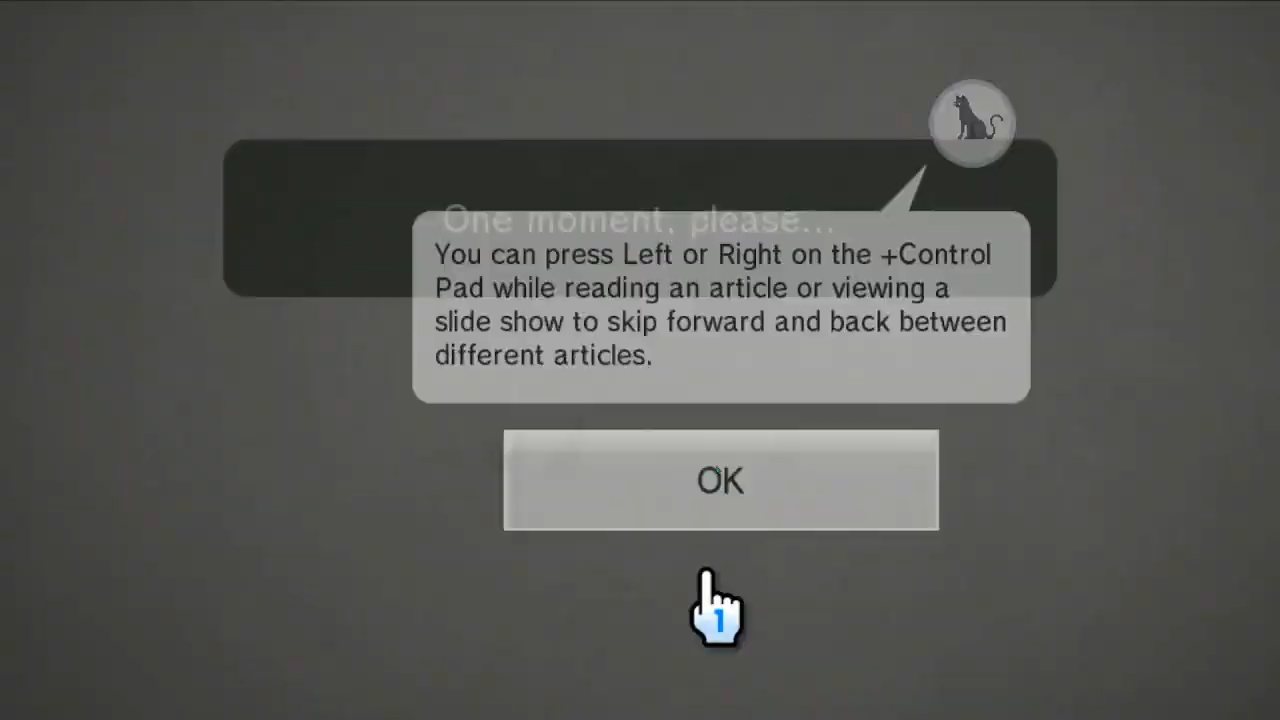 One moment, please...
You can press Left or Right on the +Control
Pad while reading an article or viewing a
slide show to skip forward and back between
different articles.
OK
1